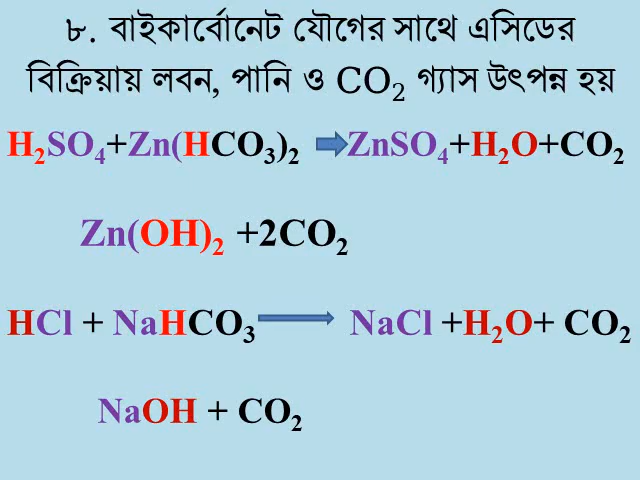 ৮. বাইকার্বোনেট যৌগের সাথে এসিডের
বিক্রিয়ায় লবন, পানি ও CO₂ গ্যাস উৎপন্ন হয়
H₂SO₄+Zn(HCO₃)₂ ➡ ZnSO₄+H₂O+CO₂
Zn(OH)₂ +2CO₂
HCl + NaHCO₃ ⟶ NaCl +H₂O+ CO₂
NaOH + CO₂